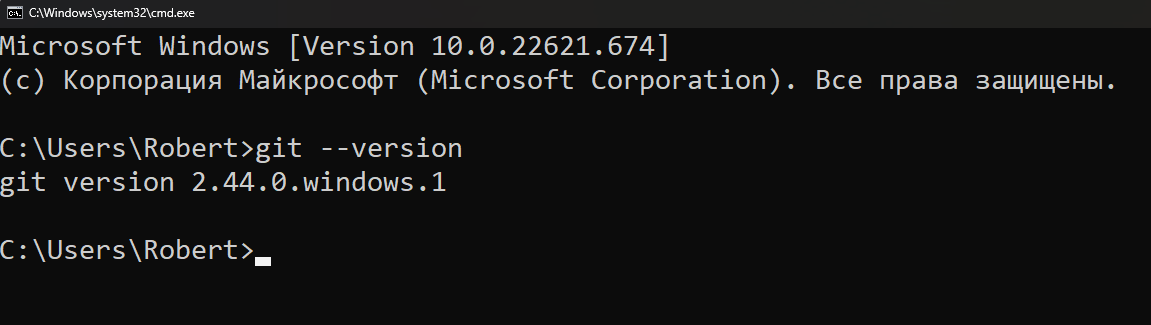 C:\Windows\system32\cmd.exe
Microsoft Windows [Version 10.0.22621.674]
(c) Корпорация Майкрософт (Microsoft Corporation). Все права защищены.
C:\Users\Robert>git --version
git version 2.44.0.windows.1
C:\Users\Robert>